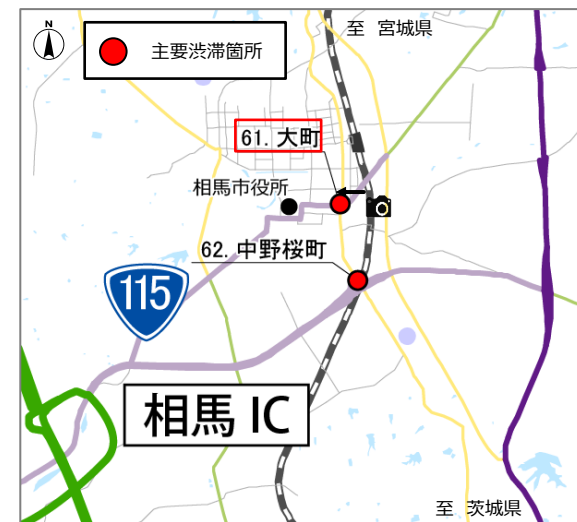 N
至 宮城県
主要渋滞箇所
61. 大町
相馬市役所
62. 中野桜町
115
相馬 IC
至 茨城県